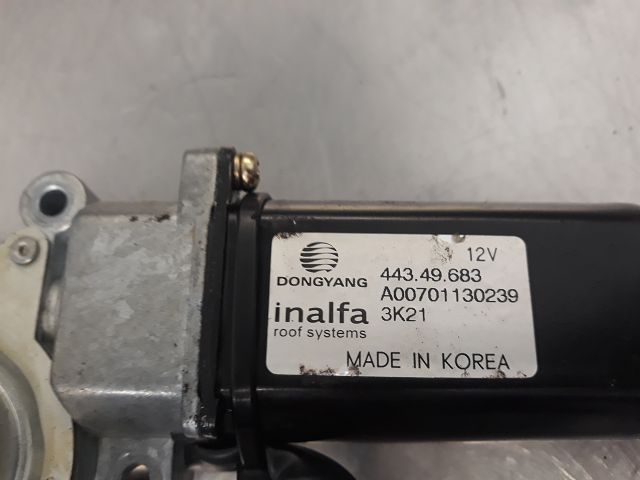 12V
DONGYANG
443.49.683
A00701130239
inalfa
3K21
roof systems
MADE IN KOREA